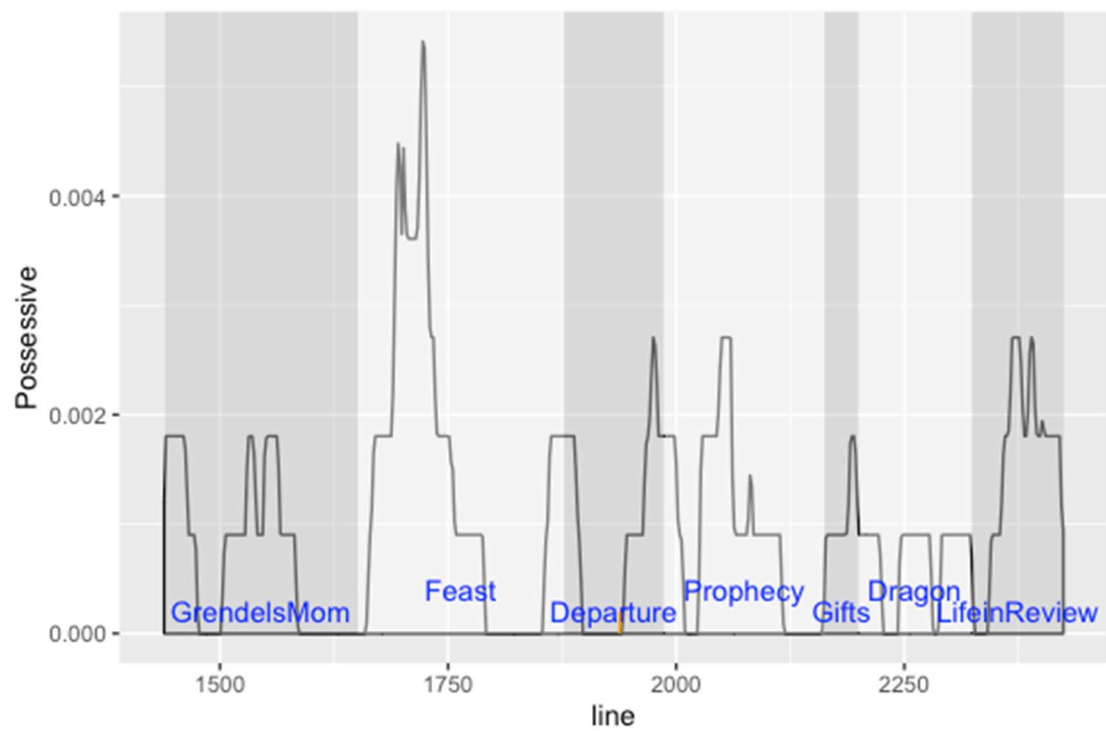 0.004
0.002
0.000
Possessive
GrendelsMom
Feast
Departure
Prophecy
Gifts
Dragon
LifeinReview
1500
1750
2000
2250
line